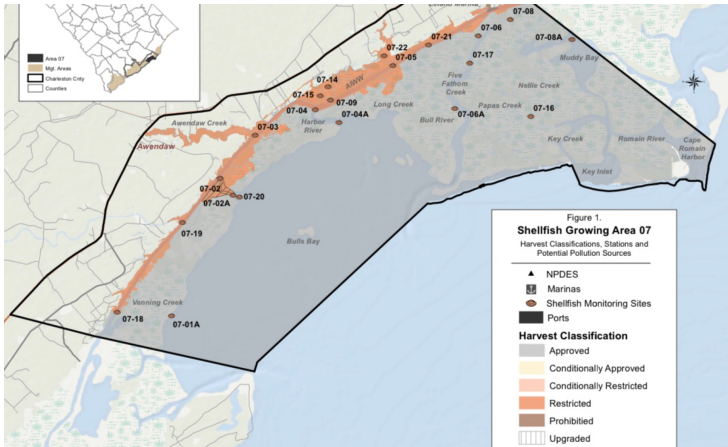 Area 07
Mgt. Areas
Charleston Cnty
Counties
07-08
07-06
07-08A
07-21
07-22
07-05
07-17
Muddy Bay
07-14
AIWW
Five
Fathom
Creek
Nellie Creek
07-15
07-09
07-04
Long Creek
Papas Creek
07-16
Harbor
River
07-04A
Bull River
07-06A
Awendaw Creek
07-03
Awendaw
Key Creek
Romain River
Cape
Romain
Harbor
Key Inlet
07-02
07-02A
07-20
07-19
Bulls Bay
Venning Creek
07-18
07-01A
Figure 1.
Shellfish Growing Area 07
Harvest Classifications, Stations and
Potential Pollution Sources
NPDES
Marinas
Shellfish Monitoring Sites
Ports
Harvest Classification
Approved
Conditionally Approved
Conditionally Restricted
Restricted
Prohibitied
Upgraded